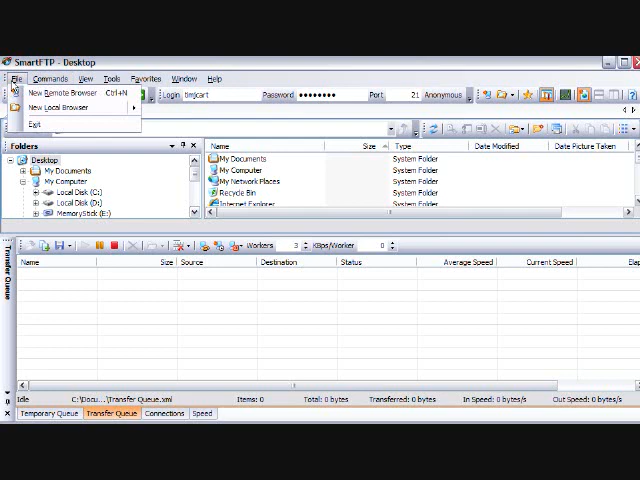 SmartFTP - Desktop
File Commands View Tools Favorites Window Help
New Remote Browser Ctrl+N
Login timjcart Password •••••••• Port 21 Anonymous
New Local Browser
Exit
Folders
Name Size Type Date Modified Date Picture Taken
Desktop
My Documents System Folder
My Documents
My Computer System Folder
My Computer
My Network Places System Folder
Local Disk (C:)
Recycle Bin System Folder
Local Disk (D:)
Internet Explorer System Folder
MemoryStick (E:)
Transfer Queue
Workers 3 KBps/Worker 0
Name Size Source Destination Status Average Speed Current Speed Elap
Idle C:\Docu...\Transfer Queue.xml Items: 0 Total: 0 bytes Transferred: 0 bytes In Speed: 0 bytes/s Out Speed: 0 bytes/s
Temporary Queue Transfer Queue Connections Speed